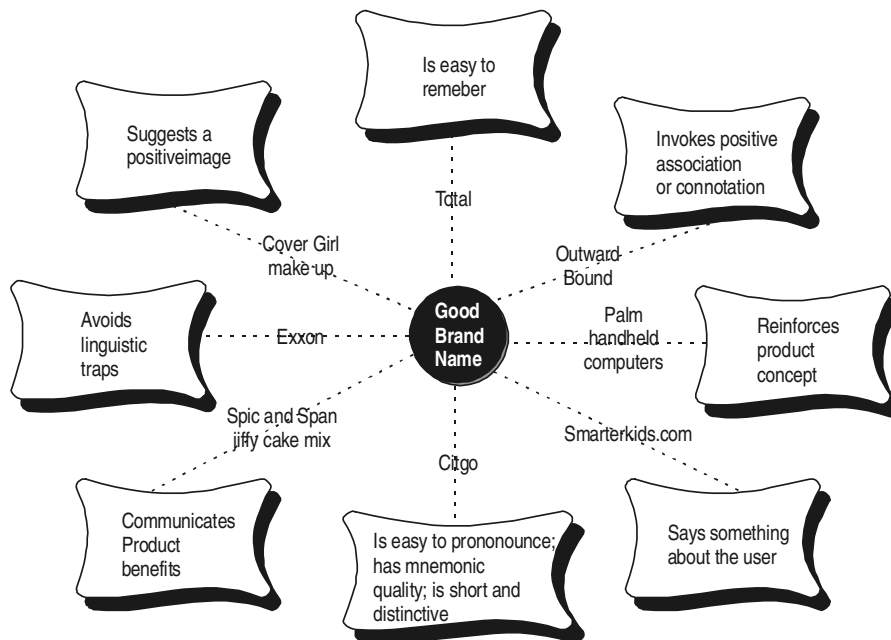 Is easy to
remeber
Suggests a
positiveimage
Invokes positive
association
or connotation
Total
Cover Girl
make up
Outward
Bound
Avoids
linguistic
traps
Exxon
Good
Brand
Name
Palm
handheld
computers
Reinforces
product
concept
Spic and Span
jiffy cake mix
Citgo
Smarterkids.com
Communicates
Product
benefits
Is easy to prononounce;
has mnemonic
quality; is short and
distinctive
Says something
about the user